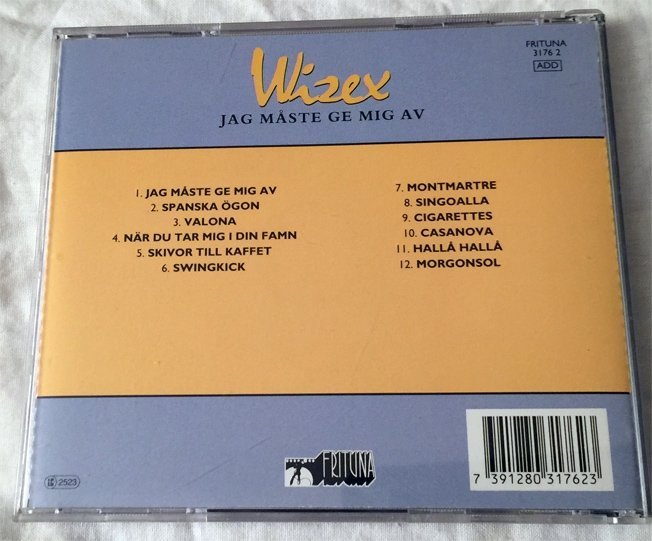 FRITUNA
3176 2
ADD
Wizex
JAG MÅSTE GE MIG AV
1. JAG MÅSTE GE MIG AV
2. SPANSKA ÖGON
3. VALONA
4. NÄR DU TAR MIG I DIN FAMN
5. SKIVOR TILL KAFFET
6. SWINGKICK
7. MONTMARTRE
8. SINGOALLA
9. CIGARETTES
10. CASANOVA
11. HALLÅ HALLÅ
12. MORGONSOL
2523
FRITUNA
7 391280 317623